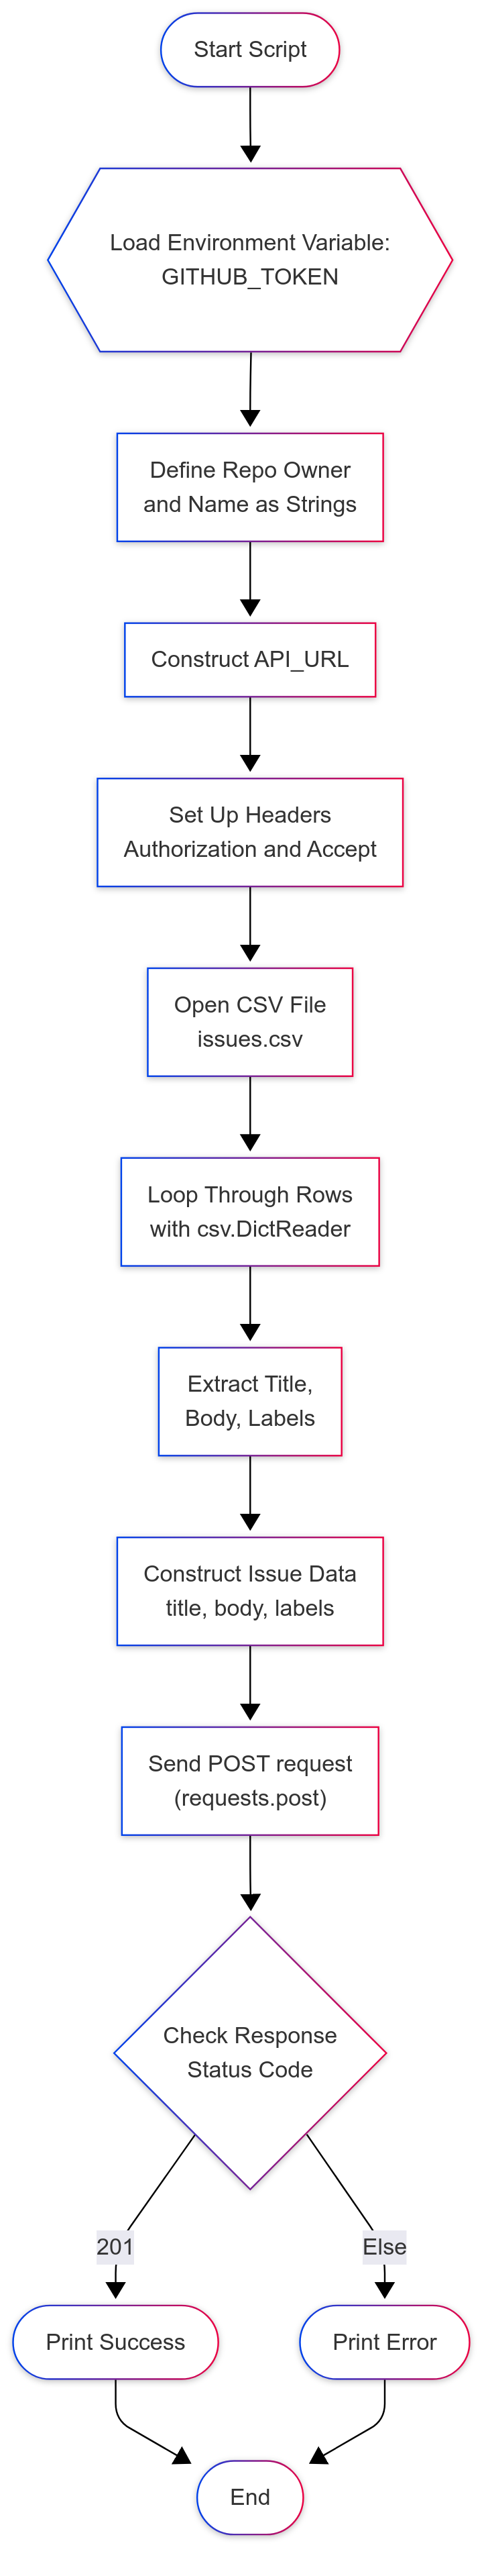 Start Script
Load Environment Variable:
GITHUB_TOKEN
Define Repo Owner
and Name as Strings
Construct API_URL
Set Up Headers
Authorization and Accept
Open CSV File
issues.csv
Loop Through Rows
with csv.DictReader
Extract Title,
Body, Labels
Construct Issue Data
title, body, labels
Send POST request
(requests.post)
Check Response
Status Code
201
Else
Print Success
Print Error
End